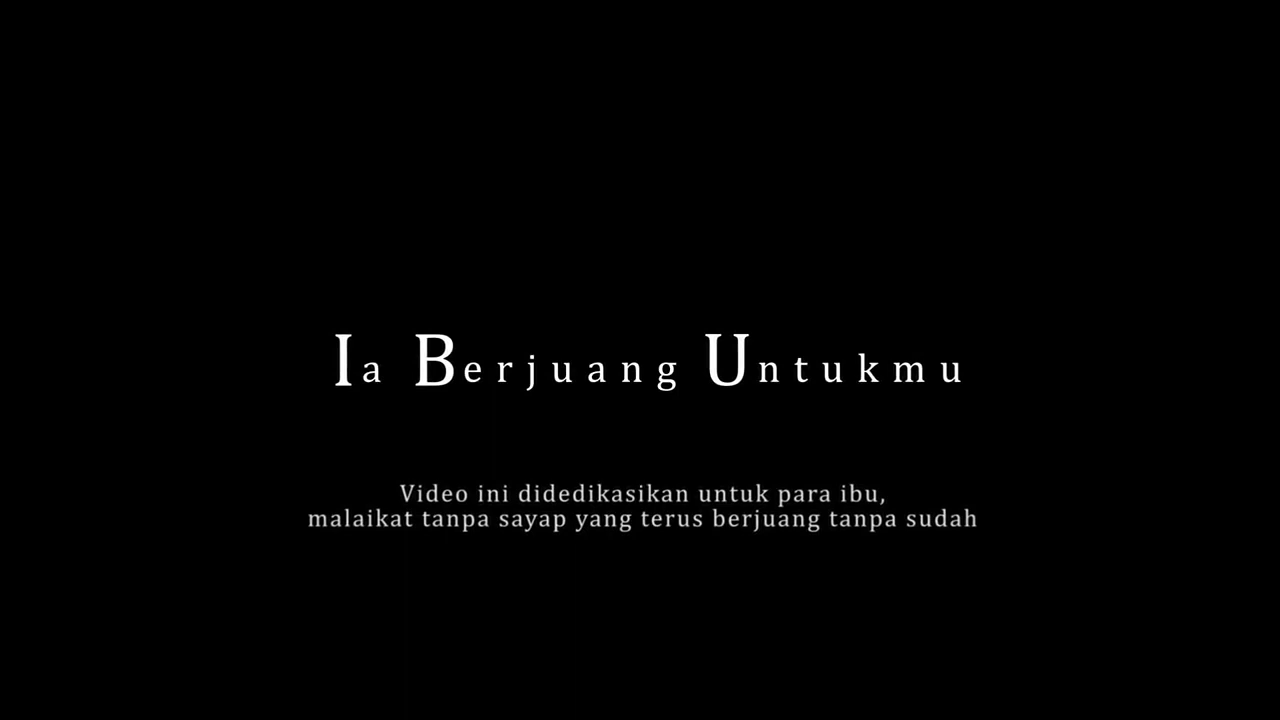 Ia Berjuang Untukmu
Video ini didedikasikan untuk para ibu,
malaikat tanpa sayap yang terus berjuang tanpa sudah